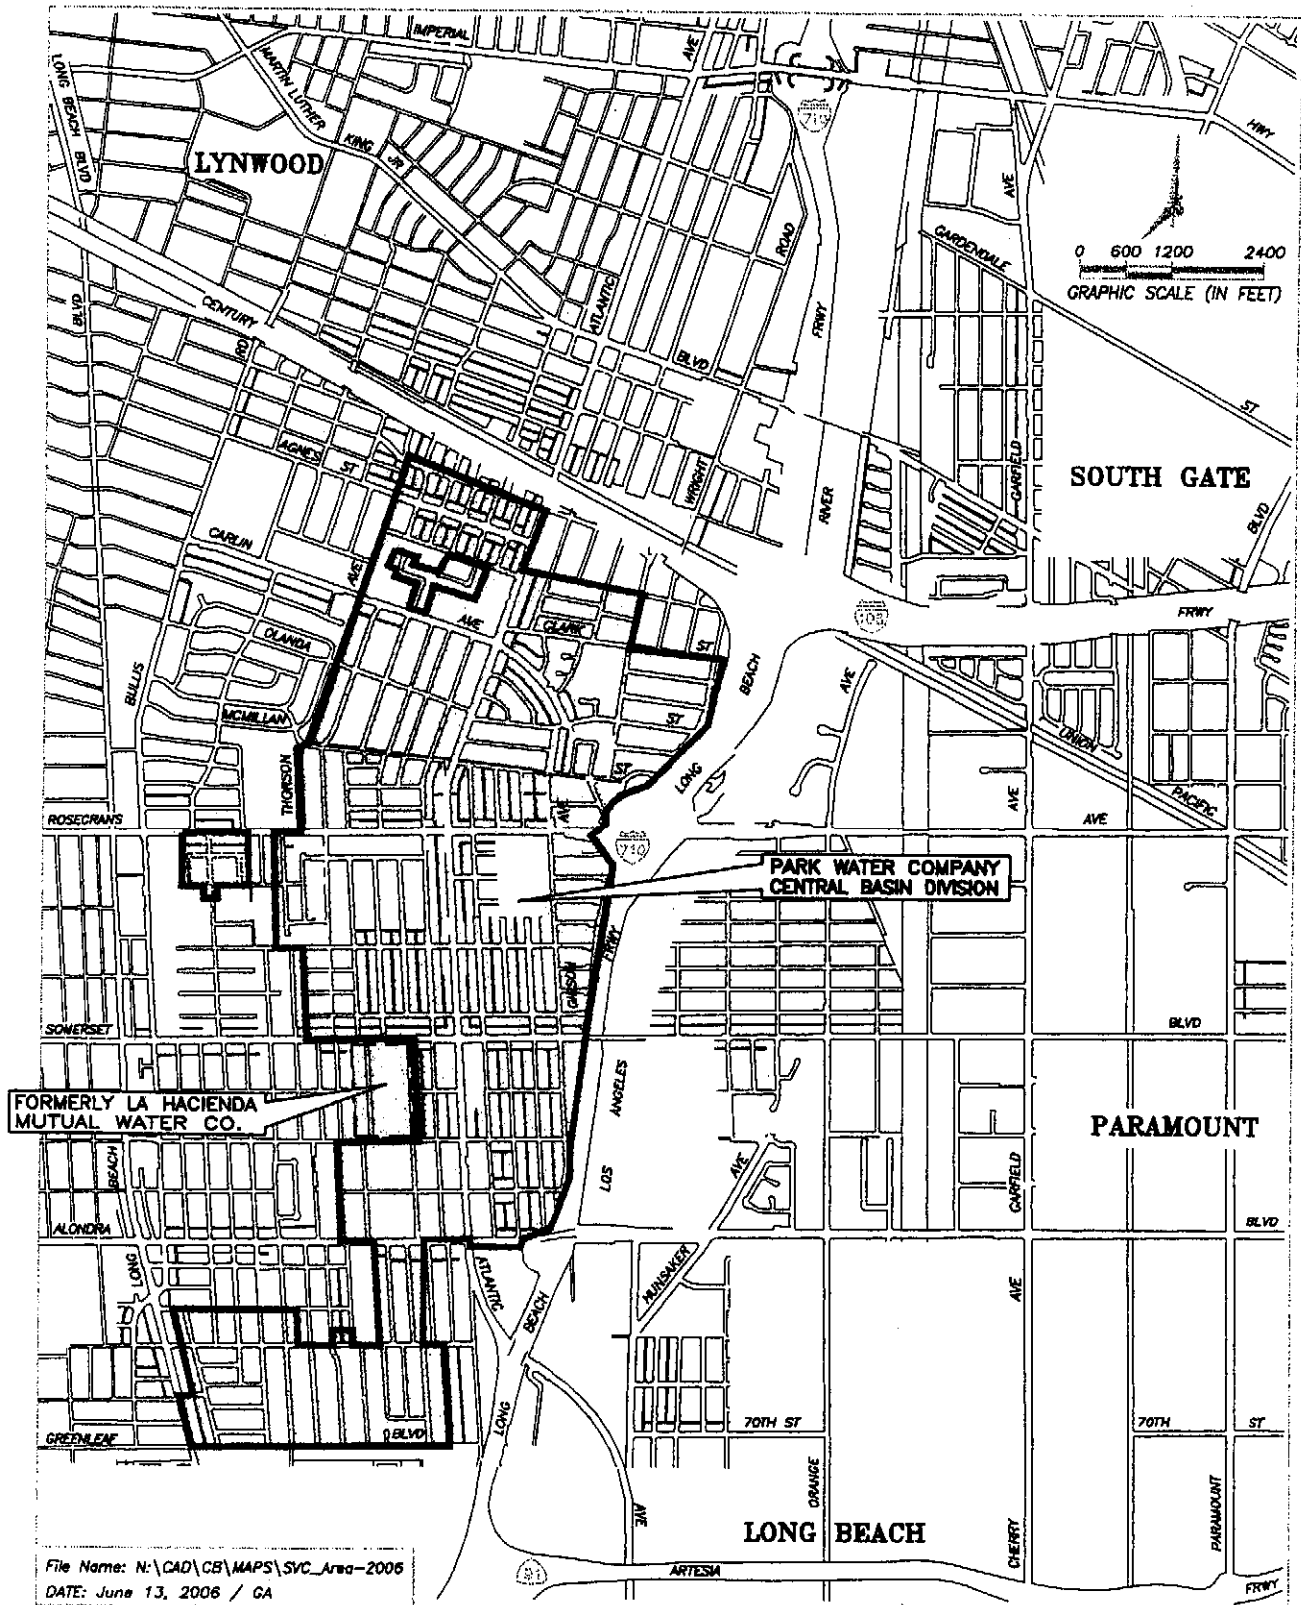 IMPERIAL
AVE
LONG BEACH BLVD
MARTIN LUTHER
KING
JR
LYNWOOD
710
HWY
AVE
ROAD
GARDENDALE
0 600 1200 2400
GRAPHIC SCALE (IN FEET)
BLVD
CENTURY
RD
ATLANTIC
BLVD
FRWY
ST
AGNES
ST
WRIGHT
RIVER
GARFIELD
SOUTH GATE
BLVD
CARLIN
AVE
AVE
CLARK
ST
105
FRWY
OLANDA
BULLIS
MCMILLAN
ST
BEACH
AVE
UNION
THORSON
ST
LONG
PACIFIC
ROSECRANS
AVE
AVE
AVE
710
PARK WATER COMPANY
CENTRAL BASIN DIVISION
GIBSON
FRWY
SOMERSET
BLVD
ANGELES
FORMERLY LA HACIENDA
MUTUAL WATER CO.
PARAMOUNT
BEACH
LOS
AVE
GARFIELD
ALONDRA
BLVD
LONG
ATLANTIC
BEACH
HUNSAKER
AVE
GREENLEAF
BLVD
LONG
70TH ST
70TH
ST
ORANGE
PARAMOUNT
AVE
LONG BEACH
CHERRY
91
ARTESIA
FRWY
File Name: N:\CAD\CB\MAPS\SVC_Area-2006
DATE: June 13, 2006 / GA